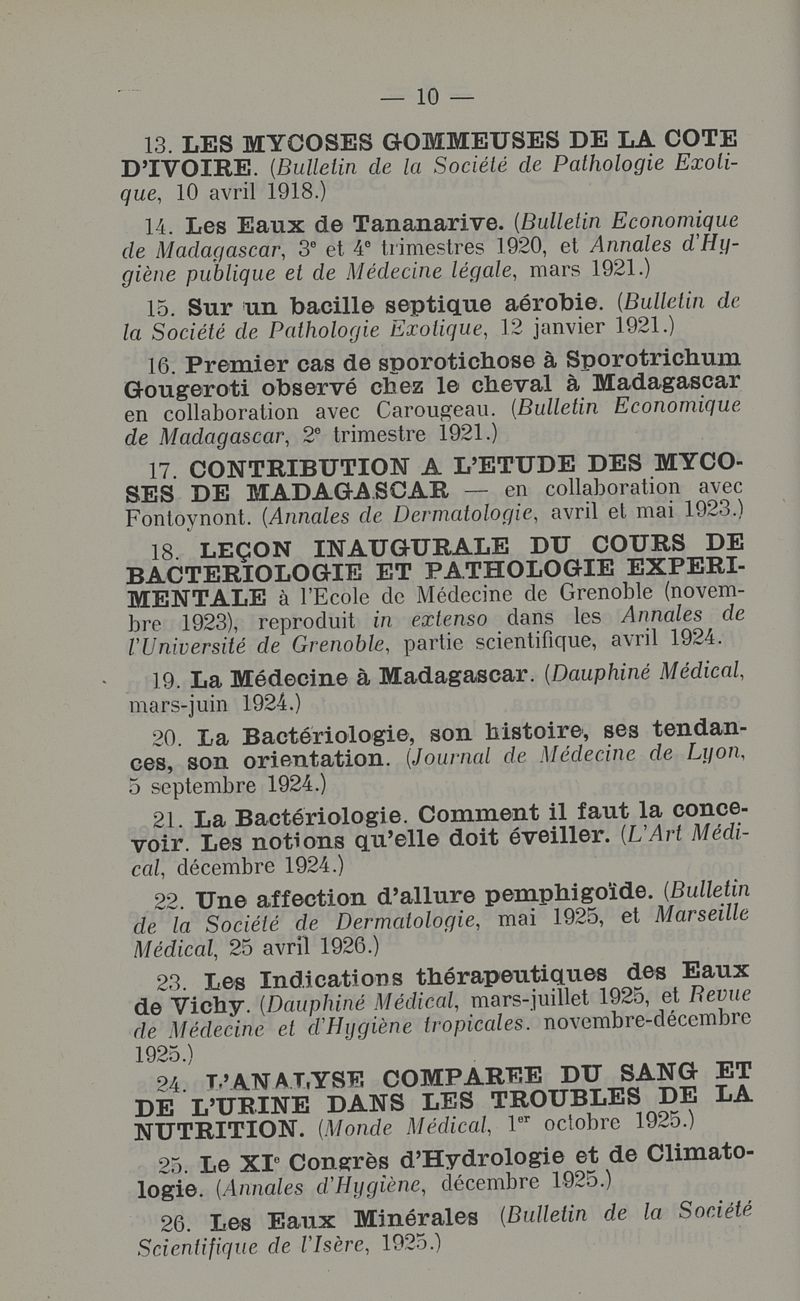 — 10 —
13. LES MYCOSES GOMMEUSES DE LA COTE
D'IVOIRE. (Bulletin de la Société de Pathologie Exoti-
que, 10 avril 1918.)
14. Les Eaux de Tananarive. (Bulletin Economique
de Madagascar, 3e et 4e trimestres 1920, et Annales d'Hy-
giène publique et de Médecine légale, mars 1921.)
15. Sur un bacille septique aérobie. (Bulletin de
la Société de Pathologie Exotique, 12 janvier 1921.)
16. Premier cas de sporotichose à Sporotrichum
Gougeroti observé chez le cheval à Madagascar
en collaboration avec Carougeau. (Bulletin Economique
de Madagascar, 2e trimestre 1921.)
17. CONTRIBUTION A L'ETUDE DES MYCO-
SES DE MADAGASCAR — en collaboration avec
Fontoynont. (Annales de Dermatologie, avril et mai 1923.)
18. LEÇON INAUGURALE DU COURS DE
BACTERIOLOGIE ET PATHOLOGIE EXPERI-
MENTALE à l'Ecole de Médecine de Grenoble (novem-
bre 1923), reproduit in extenso dans les Annales de
l'Université de Grenoble, partie scientifique, avril 1924.
19. La Médecine à Madagascar. (Dauphiné Médical,
mars-juin 1924.)
20. La Bactériologie, son histoire, ses tendan-
ces, son orientation. (Journal de Médecine de Lyon,
5 septembre 1924.)
21. La Bactériologie. Comment il faut la conce-
voir. Les notions qu'elle doit éveiller. (L'Art Médi-
cal, décembre 1924.)
22. Une affection d'allure pemphigoïde. (Bulletin
de la Société de Dermatologie, mai 1925, et Marseille
Médical, 25 avril 1926.)
23. Les Indications thérapeutiques des Eaux
de Vichy. (Dauphiné Médical, mars-juillet 1925, et Revue
de Médecine et d'Hygiène tropicales. novembre-décembre
1925.)
24. L'ANALYSE COMPAREE DU SANG ET
DE L'URINE DANS LES TROUBLES DE LA
NUTRITION. (Monde Médical, 1er octobre 1925.)
25. Le XIe Congrès d'Hydrologie et de Climato-
logie. (Annales d'Hygiène, décembre 1925.)
26. Les Eaux Minérales (Bulletin de la Société
Scientifique de l'Isère, 1925.)